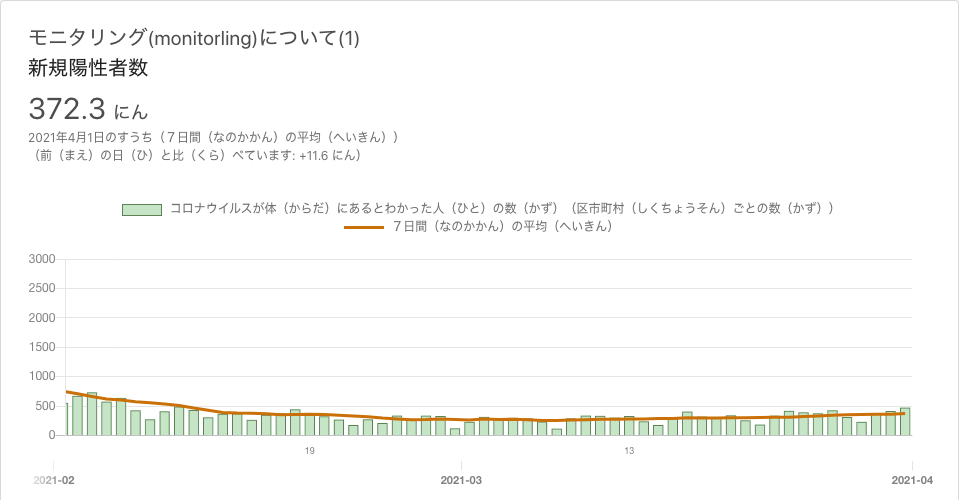 モニタリング(monitorling)について(1)
新規陽性者数
372.3 にん
2021年4月1日のすうち（７日間（なのかかん）の平均（へいきん））
（前（まえ）の日（ひ）と比（くら）べています: +11.6 にん）
コロナウイルスが体（からだ）にあるとわかった人（ひと）の数（かず）（区市町村（しくちょうそん）ごとの数（かず））
７日間（なのかかん）の平均（へいきん）
3000
2500
2000
1500
1000
500
0
19 13
2021-02 2021-03 2021-04